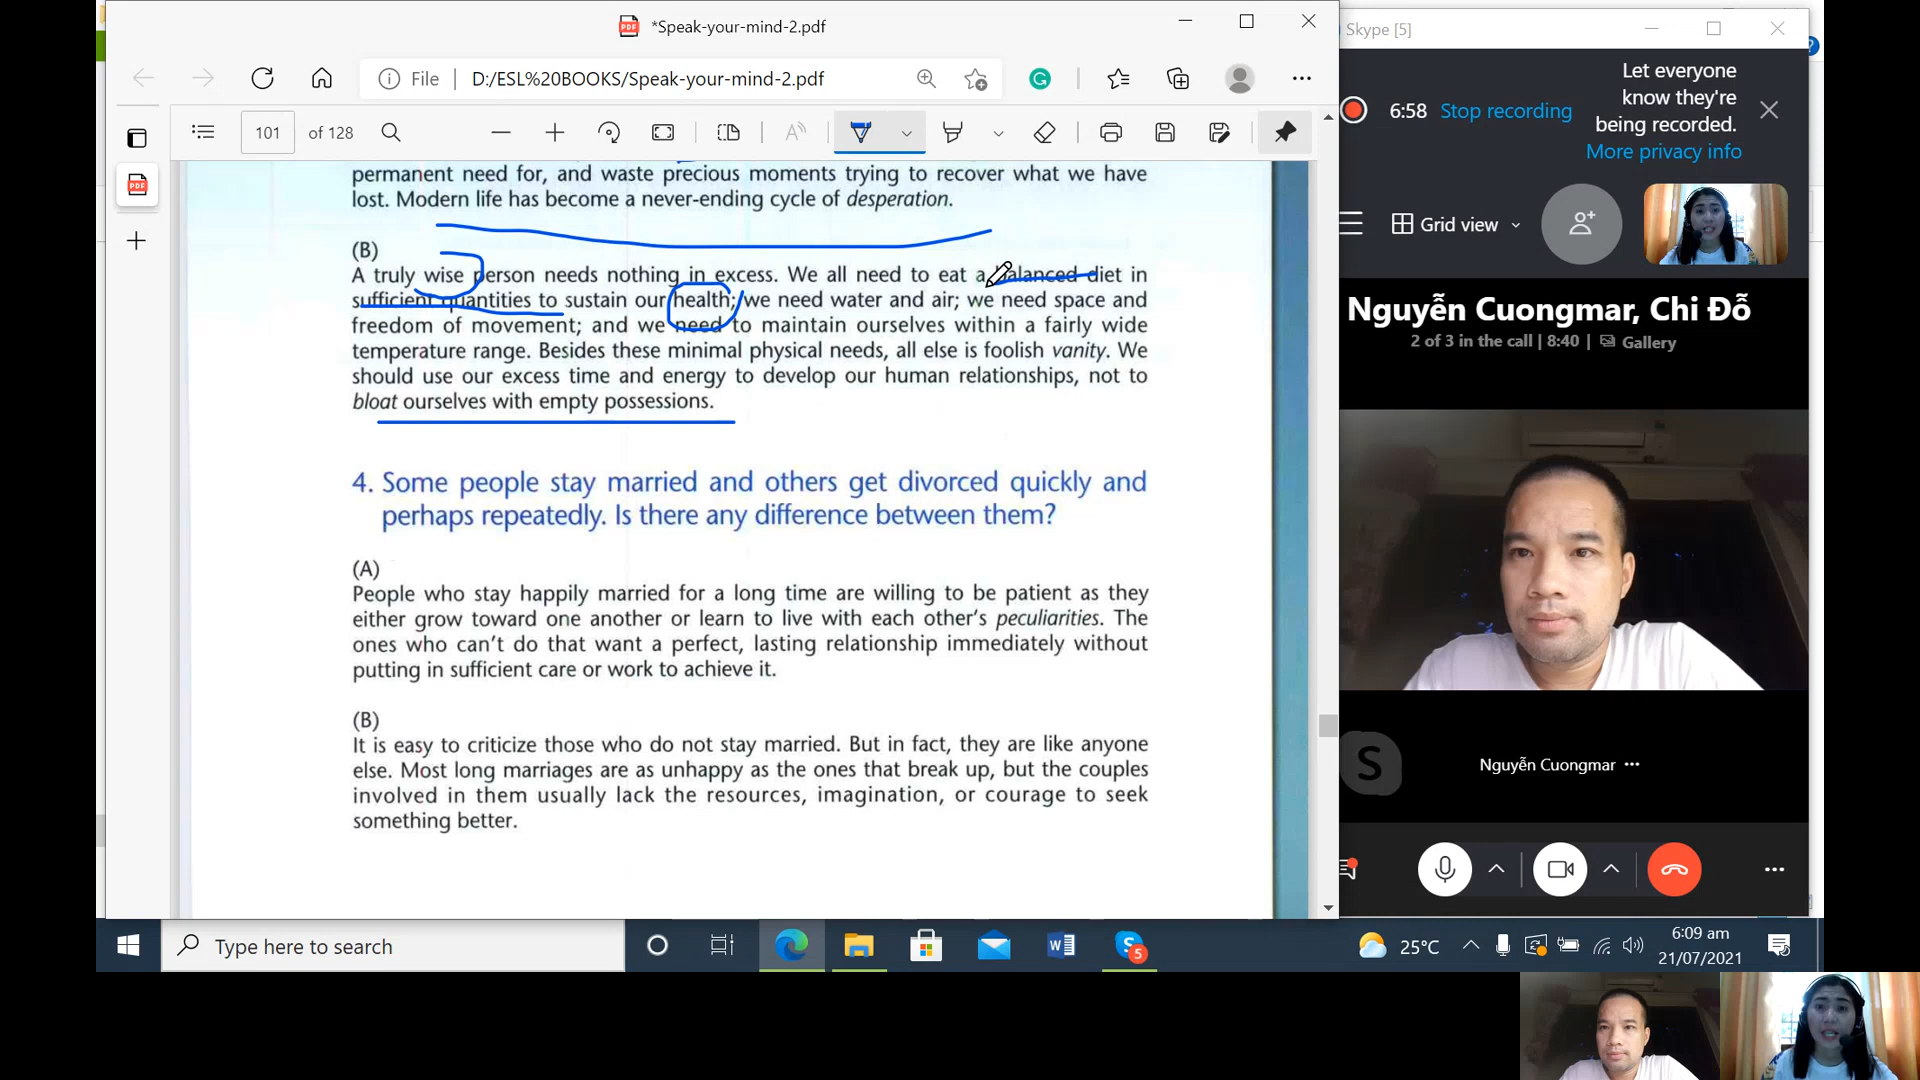 *Speak-your-mind-2.pdf
File
D:/ESL%20BOOKS/Speak-your-mind-2.pdf
101 of 128
permanent need for, and waste precious moments trying to recover what we have
lost. Modern life has become a never-ending cycle of desperation.
(B)
A truly wise person needs nothing in excess. We all need to eat a balanced diet in
sufficient quantities to sustain our health; we need water and air; we need space and
freedom of movement; and we need to maintain ourselves within a fairly wide
temperature range. Besides these minimal physical needs, all else is foolish vanity. We
should use our excess time and energy to develop our human relationships, not to
bloat ourselves with empty possessions.
4. Some people stay married and others get divorced quickly and
perhaps repeatedly. Is there any difference between them?
(A)
People who stay happily married for a long time are willing to be patient as they
either grow toward one another or learn to live with each other's peculiarities. The
ones who can't do that want a perfect, lasting relationship immediately without
putting in sufficient care or work to achieve it.
(B)
It is easy to criticize those who do not stay married. But in fact, they are like anyone
else. Most long marriages are as unhappy as the ones that break up, but the couples
involved in them usually lack the resources, imagination, or courage to seek
something better.
Skype [5]
6:58 Stop recording
Let everyone
know they're
being recorded.
More privacy info
Grid view
Nguyễn Cuongmar, Chi Đỗ
2 of 3 in the call | 8:40 | Gallery
S
Nguyễn Cuongmar
Type here to search
25°C
6:09 am
21/07/2021